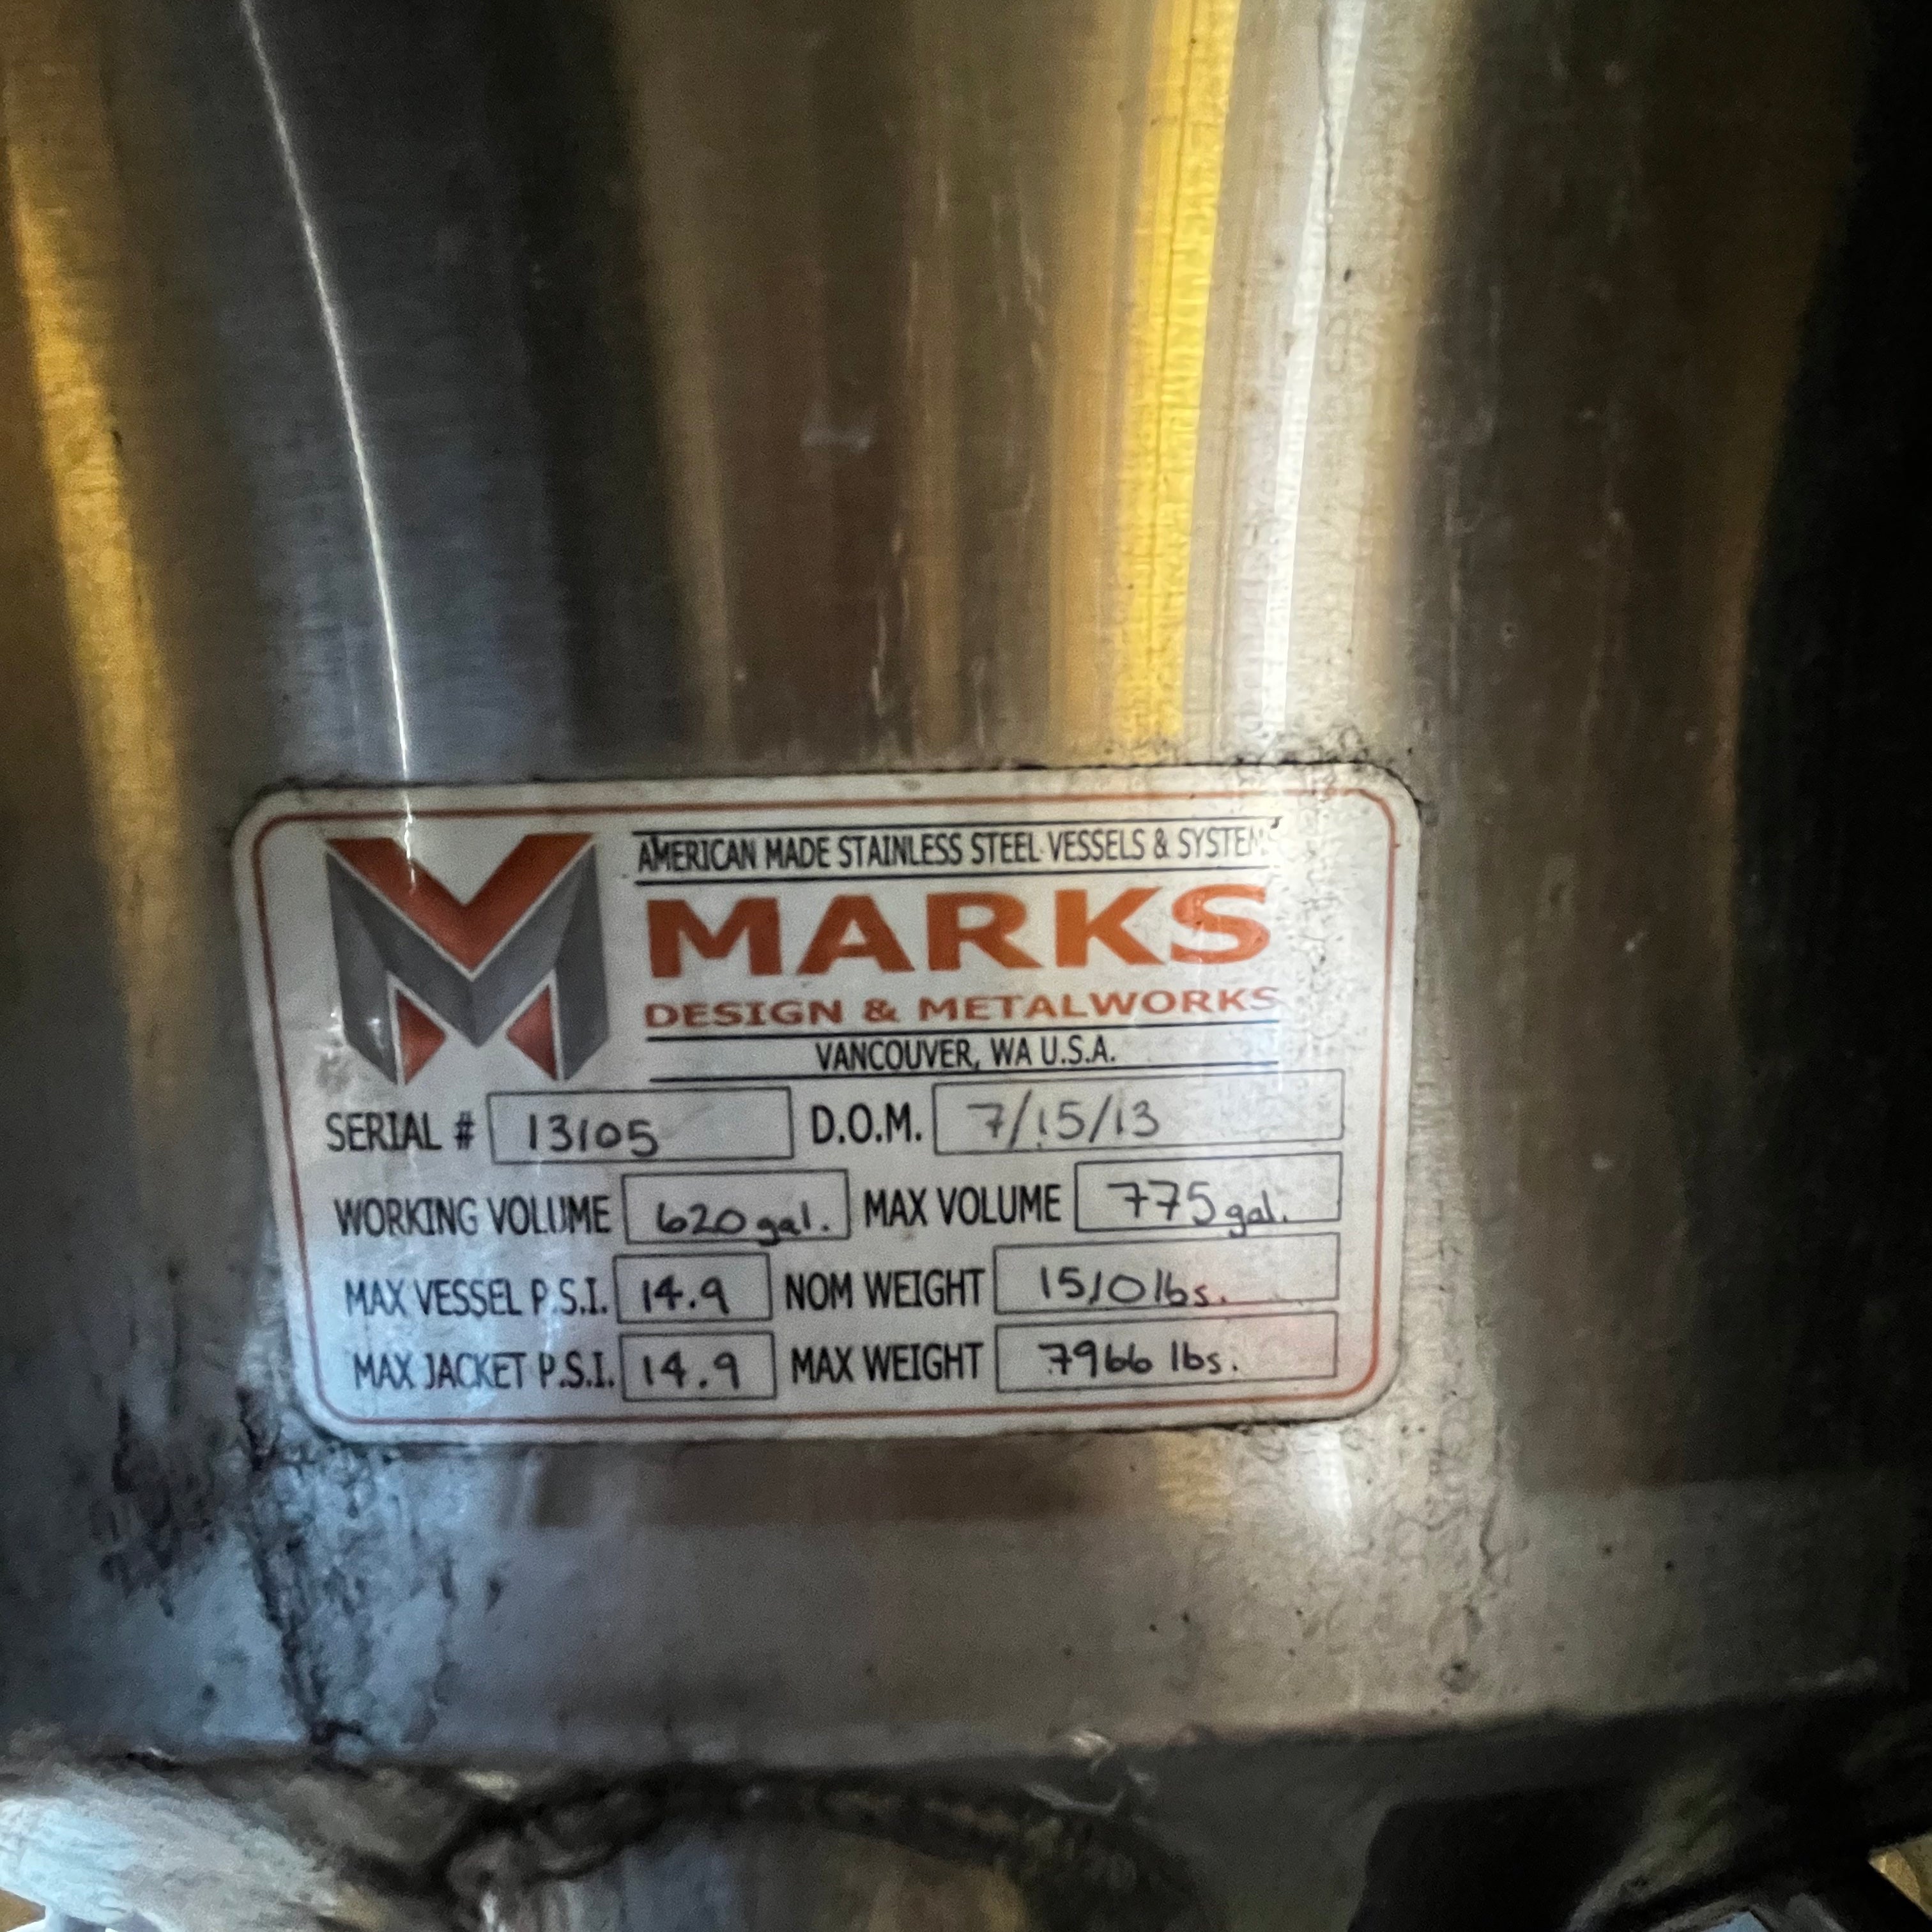 AMERICAN MADE STAINLESS STEEL VESSELS & SYSTEMS
MARKS
DESIGN & METALWORKS
VANCOUVER, WA U.S.A.
SERIAL # 13105 D.O.M. 7/15/13
WORKING VOLUME 620 gal. MAX VOLUME 775 gal.
MAX VESSEL P.S.I. 14.9 NOM WEIGHT 1510 lbs.
MAX JACKET P.S.I. 14.9 MAX WEIGHT 7966 lbs.